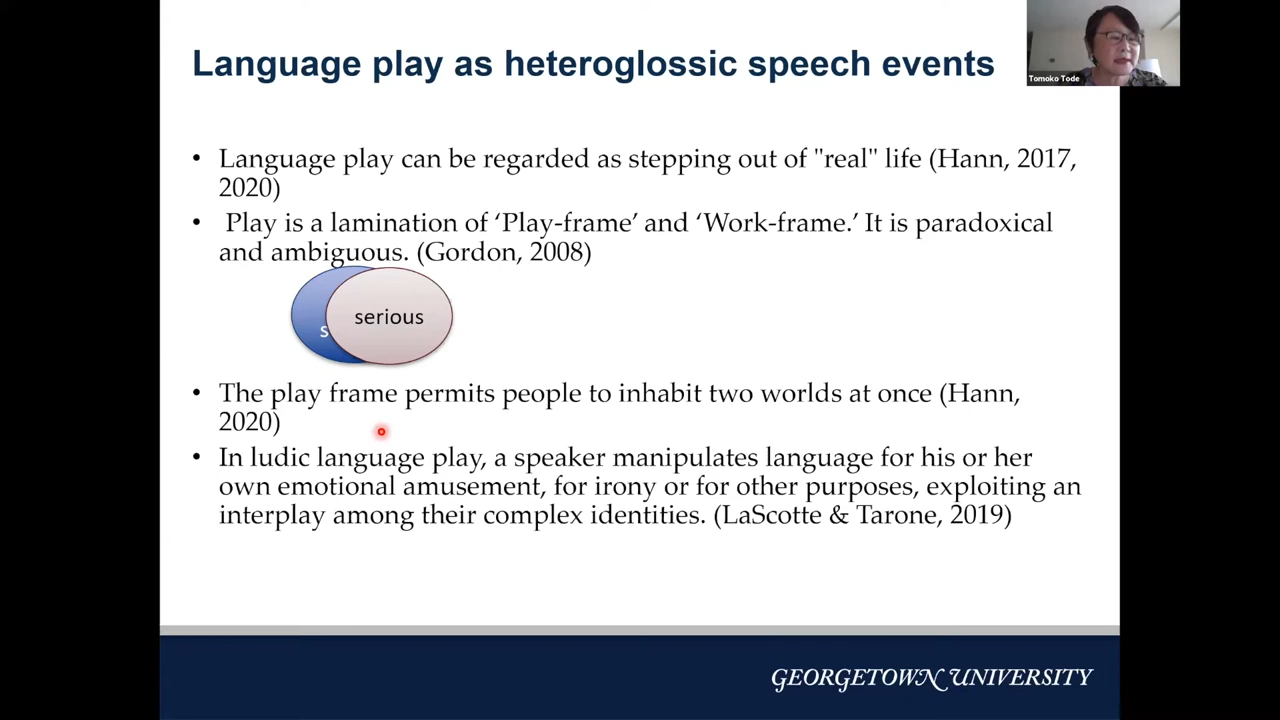 Language play as heteroglossic speech events
Tomoko Tode
• Language play can be regarded as stepping out of "real" life (Hann, 2017,
2020)
• Play is a lamination of ‘Play-frame’ and ‘Work-frame.’ It is paradoxical
and ambiguous. (Gordon, 2008)
serious
• The play frame permits people to inhabit two worlds at once (Hann,
2020)
• In ludic language play, a speaker manipulates language for his or her
own emotional amusement, for irony or for other purposes, exploiting an
interplay among their complex identities. (LaScotte & Tarone, 2019)
GEORGETOWN UNIVERSITY